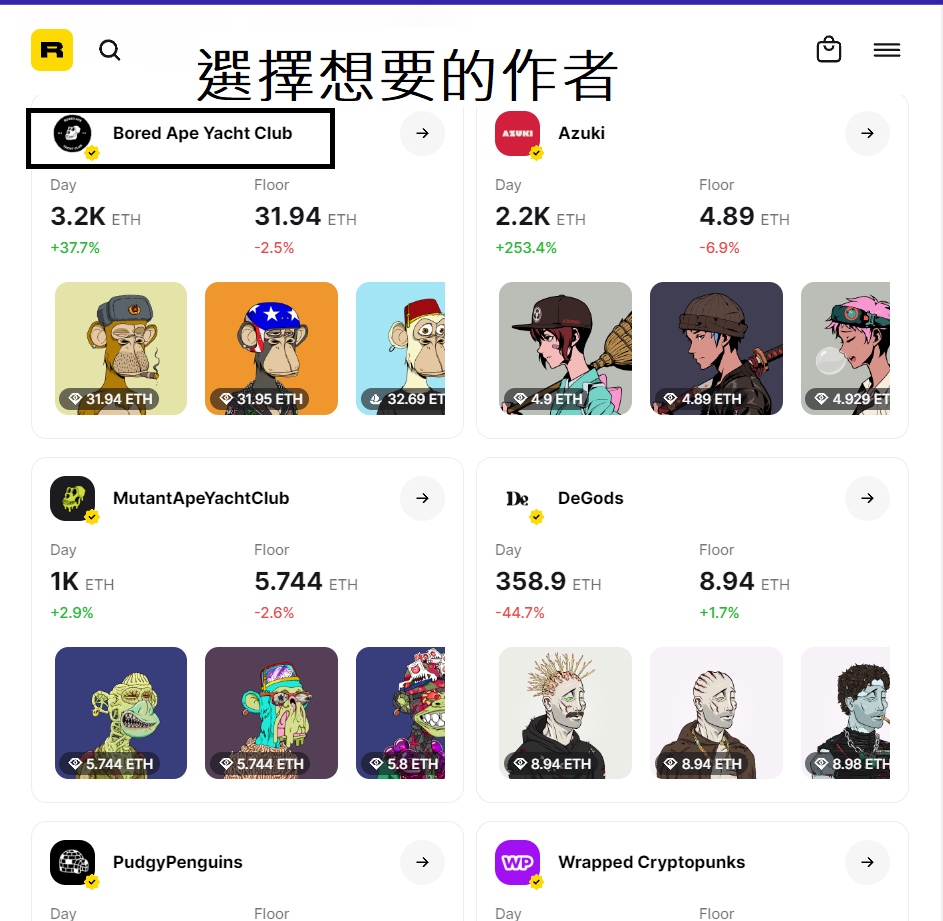 R
選擇想要的作者
Bored Ape Yacht Club
AZUKI
Azuki
Day
Floor
Day
Floor
3.2K ETH
31.94 ETH
2.2K ETH
4.89 ETH
+37.7%
-2.5%
+253.4%
-6.9%
31.94 ETH
31.95 ETH
32.69 ET
4.9 ETH
4.89 ETH
4.929 ET
MutantApeYachtClub
De
DeGods
Day
Floor
Day
Floor
1K ETH
5.744 ETH
358.9 ETH
8.94 ETH
+2.9%
-2.6%
-44.7%
+1.7%
5.744 ETH
5.744 ETH
5.8 ETH
8.94 ETH
8.94 ETH
8.98 ETH
PudgyPenguins
WP
Wrapped Cryptopunks
Day
Floor
Day
Floor